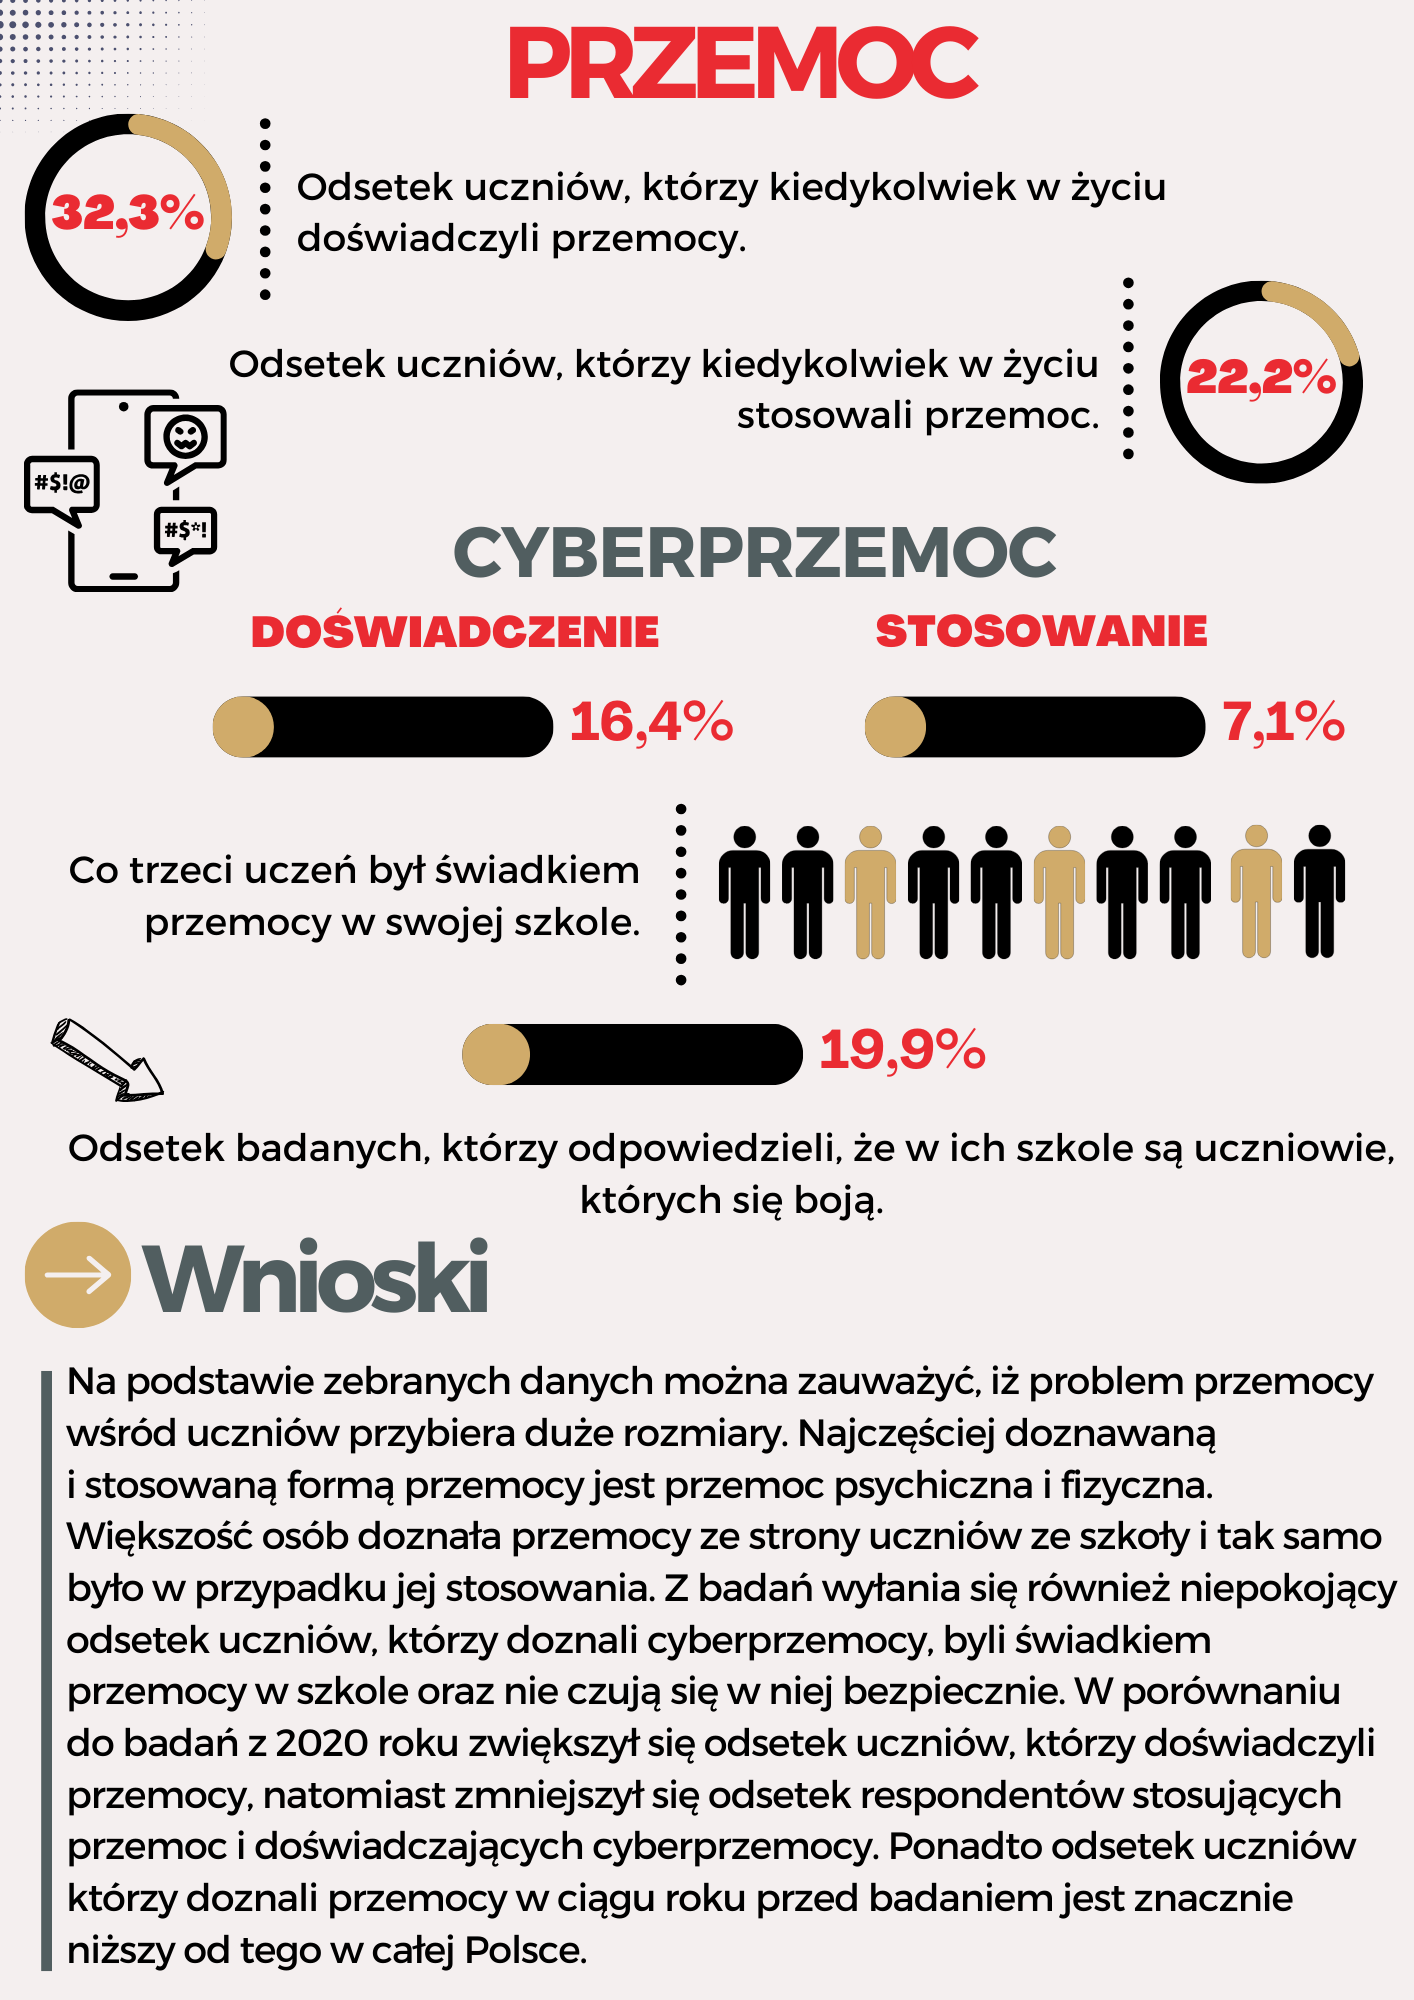 PRZEMOC
32,3%
Odsetek uczniów, którzy kiedykolwiek w życiu
doświadczyli przemocy.
Odsetek uczniów, którzy kiedykolwiek w życiu
stosowali przemoc.
22,2%
#$!@
#$*!
CYBERPRZEMOC
DOŚWIADCZENIE
STOSOWANIE
16,4%
7,1%
Co trzeci uczeń był świadkiem
przemocy w swojej szkole.
19,9%
Odsetek badanych, którzy odpowiedzieli, że w ich szkole są uczniowie,
których się boją.
Wnioski
Na podstawie zebranych danych można zauważyć, iż problem przemocy
wśród uczniów przybiera duże rozmiary. Najczęściej doznawaną
i stosowaną formą przemocy jest przemoc psychiczna i fizyczna.
Większość osób doznała przemocy ze strony uczniów ze szkoły i tak samo
było w przypadku jej stosowania. Z badań wyłania się również niepokojący
odsetek uczniów, którzy doznali cyberprzemocy, byli świadkiem
przemocy w szkole oraz nie czują się w niej bezpiecznie. W porównaniu
do badań z 2020 roku zwiększył się odsetek uczniów, którzy doświadczyli
przemocy, natomiast zmniejszył się odsetek respondentów stosujących
przemoc i doświadczających cyberprzemocy. Ponadto odsetek uczniów
którzy doznali przemocy w ciągu roku przed badaniem jest znacznie
niższy od tego w całej Polsce.